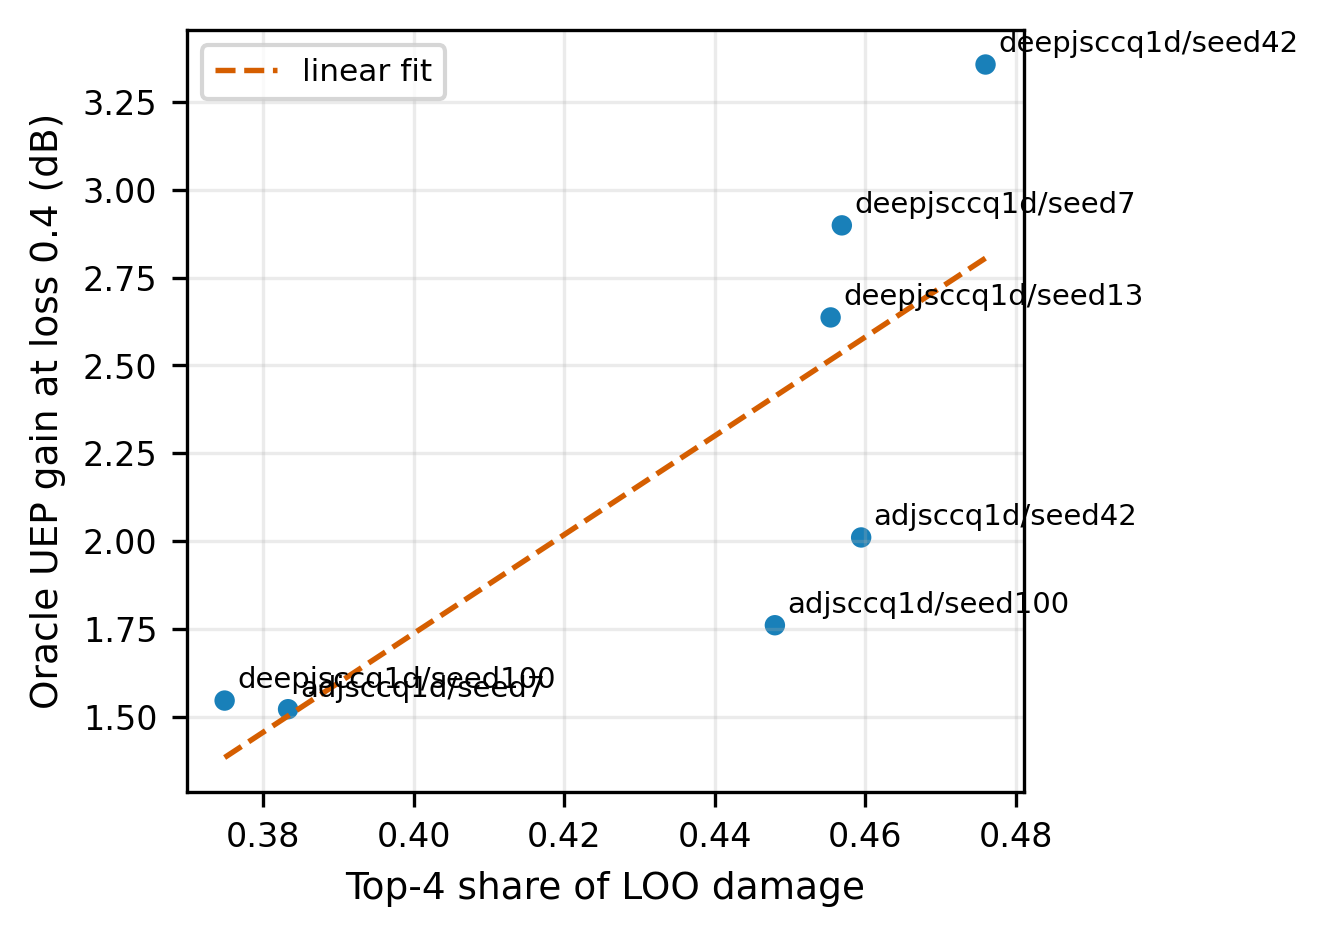 linear fit
deepjsccq1d/seed42
deepjsccq1d/seed7
deepjsccq1d/seed13
adjsccq1d/seed42
adjsccq1d/seed100
deepjsccq1d/seed100
adjsccq1d/seed7
Oracle UEP gain at loss 0.4 (dB)
3.25
3.00
2.75
2.50
2.25
2.00
1.75
1.50
0.38 0.40 0.42 0.44 0.46 0.48
Top-4 share of LOO damage